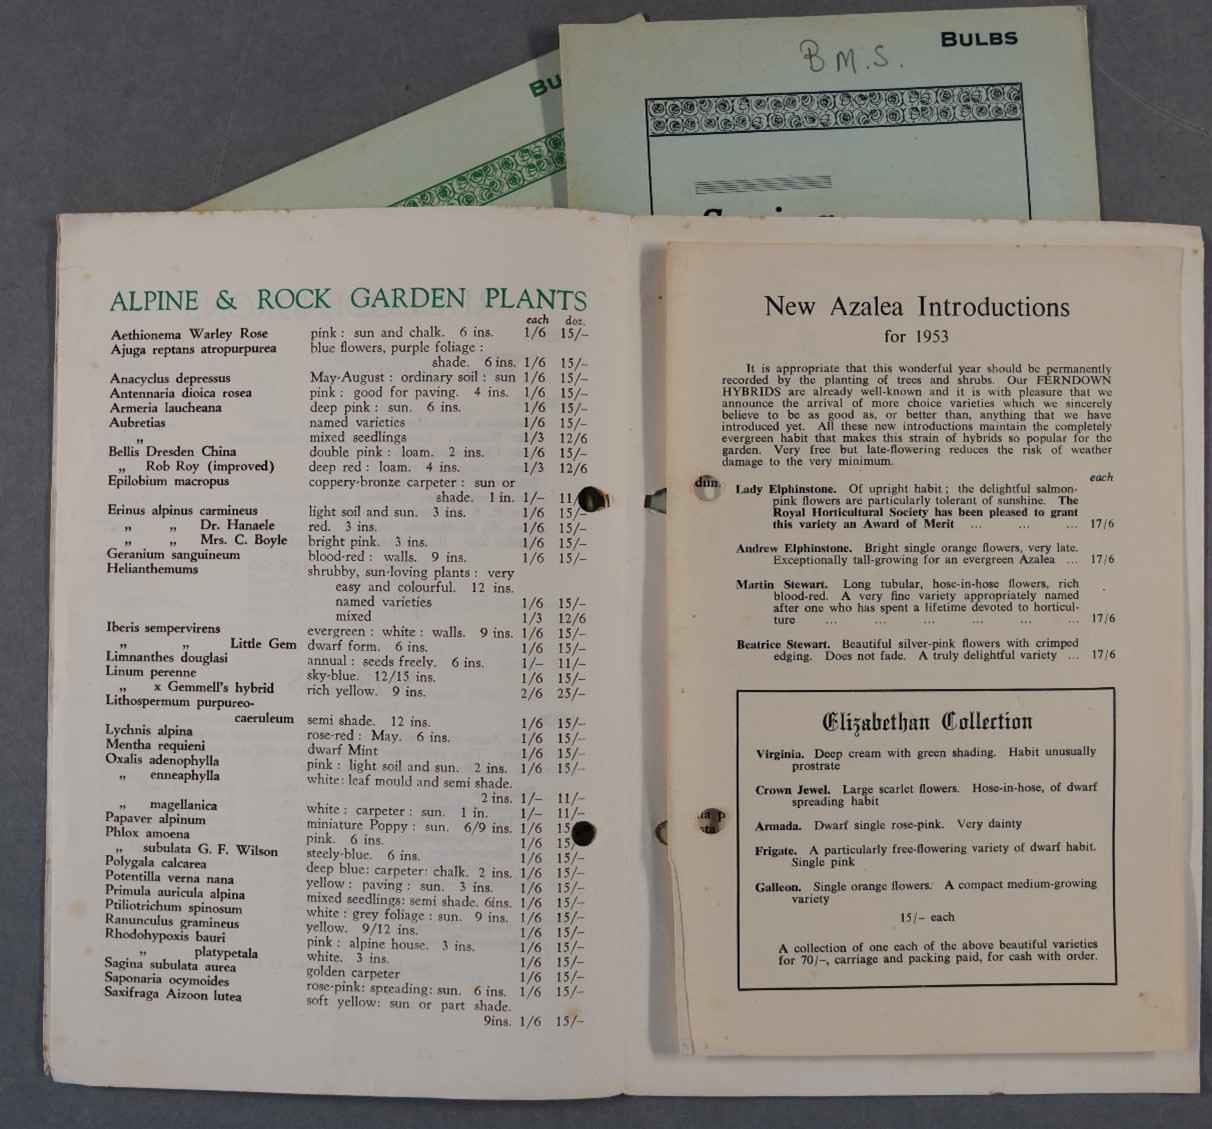 BU
BULBS
B M. S.
ALPINE & ROCK GARDEN PLANTS
each doz.
Aethionema Warley Rose pink : sun and chalk. 6 ins. 1/6 15/–
Ajuga reptans atropurpurea blue flowers, purple foliage :
shade. 6 ins. 1/6 15/–
Anacyclus depressus May-August : ordinary soil : sun 1/6 15/–
Antennaria dioica rosea pink : good for paving. 4 ins. 1/6 15/–
Armeria laucheana deep pink : sun. 6 ins. 1/6 15/–
Aubretias named varieties 1/6 15/–
„ mixed seedlings 1/3 12/6
Bellis Dresden China double pink : loam. 2 ins. 1/6 15/–
„ Rob Roy (improved) deep red : loam. 4 ins. 1/3 12/6
Epilobium macropus coppery-bronze carpeter : sun or
shade. 1 in. 1/– 11/
Erinus alpinus carmineus light soil and sun. 3 ins. 1/6 15/–
„ „ Dr. Hanaele red. 3 ins. 1/6 15/–
„ „ Mrs. C. Boyle bright pink. 3 ins. 1/6 15/–
Geranium sanguineum blood-red : walls. 9 ins. 1/6 15/–
Helianthemums shrubby, sun-loving plants : very
easy and colourful. 12 ins.
named varieties 1/6 15/–
mixed 1/3 12/6
Iberis sempervirens evergreen : white : walls. 9 ins. 1/6 15/–
„ „ Little Gem dwarf form. 6 ins. 1/6 15/–
Limnanthes douglasi annual : seeds freely. 6 ins. 1/– 11/–
Linum perenne sky-blue. 12/15 ins. 1/6 15/–
„ x Gemmell's hybrid rich yellow. 9 ins. 2/6 25/–
Lithospermum purpureo-
caeruleum semi shade. 12 ins. 1/6 15/–
Lychnis alpina rose-red : May. 6 ins. 1/6 15/–
Mentha requieni dwarf Mint 1/6 15/–
Oxalis adenophylla pink : light soil and sun. 2 ins. 1/6 15/–
„ enneaphylla white: leaf mould and semi shade.
2 ins. 1/– 11/–
„ magellanica white : carpeter : sun. 1 in. 1/– 11/–
Papaver alpinum miniature Poppy : sun. 6/9 ins. 1/6 15
Phlox amoena pink. 6 ins. 1/6 15/
„ subulata G. F. Wilson steely-blue. 6 ins. 1/6 15/–
Polygala calcarea deep blue: carpeter: chalk. 2 ins. 1/6 15/–
Potentilla verna nana yellow : paving : sun. 3 ins. 1/6 15/–
Primula auricula alpina mixed seedlings: semi shade. 6ins. 1/6 15/–
Ptiliotrichum spinosum white : grey foliage : sun. 9 ins. 1/6 15/–
Ranunculus gramineus yellow. 9/12 ins. 1/6 15/–
Rhodohypoxis bauri pink : alpine house. 3 ins. 1/6 15/–
„ platypetala white. 3 ins. 1/6 15/–
Sagina subulata aurea golden carpeter 1/6 15/–
Saponaria ocymoides rose-pink: spreading: sun. 6 ins. 1/6 15/–
Saxifraga Aizoon lutea soft yellow: sun or part shade.
9ins. 1/6 15/–
New Azalea Introductions
for 1953
It is appropriate that this wonderful year should be permanently
recorded by the planting of trees and shrubs. Our FERNDOWN
HYBRIDS are already well-known and it is with pleasure that we
announce the arrival of more choice varieties which we sincerely
believe to be as good as, or better than, anything that we have
introduced yet. All these new introductions maintain the completely
evergreen habit that makes this strain of hybrids so popular for the
garden. Very free but late-flowering reduces the risk of weather
damage to the very minimum.
each
dum.
Lady Elphinstone. Of upright habit ; the delightful salmon-
pink flowers are particularly tolerant of sunshine. The
Royal Horticultural Society has been pleased to grant
this variety an Award of Merit ... ... ... 17/6
Andrew Elphinstone. Bright single orange flowers, very late.
Exceptionally tall-growing for an evergreen Azalea ... 17/6
Martin Stewart. Long tubular, hose-in-hose flowers, rich
blood-red. A very fine variety appropriately named
after one who has spent a lifetime devoted to horticul-
ture ... ... ... ... ... ... 17/6
Beatrice Stewart. Beautiful silver-pink flowers with crimped
edging. Does not fade. A truly delightful variety ... 17/6
Elizabethan Collection
Virginia. Deep cream with green shading. Habit unusually
prostrate
Crown Jewel. Large scarlet flowers. Hose-in-hose, of dwarf
spreading habit
Armada. Dwarf single rose-pink. Very dainty
Frigate. A particularly free-flowering variety of dwarf habit.
Single pink
Galleon. Single orange flowers. A compact medium-growing
variety
15/– each
A collection of one each of the above beautiful varieties
for 70/–, carriage and packing paid, for cash with order.